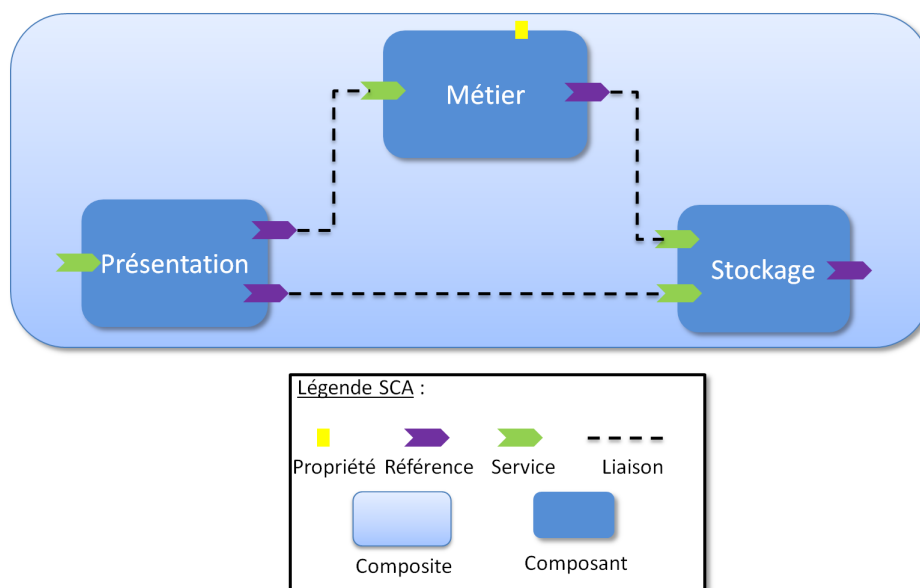 Métier
Présentation
Stockage
Légende SCA :
Propriété Référence Service Liaison
Composite Composant